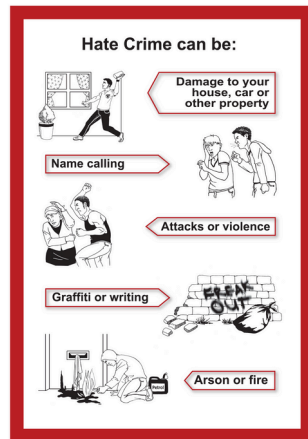 Hate Crime can be:
Damage to your
house, car or
other property
Name calling
Attacks or violence
Graffiti or writing
FREAK
OUT
Petrol
Arson or fire